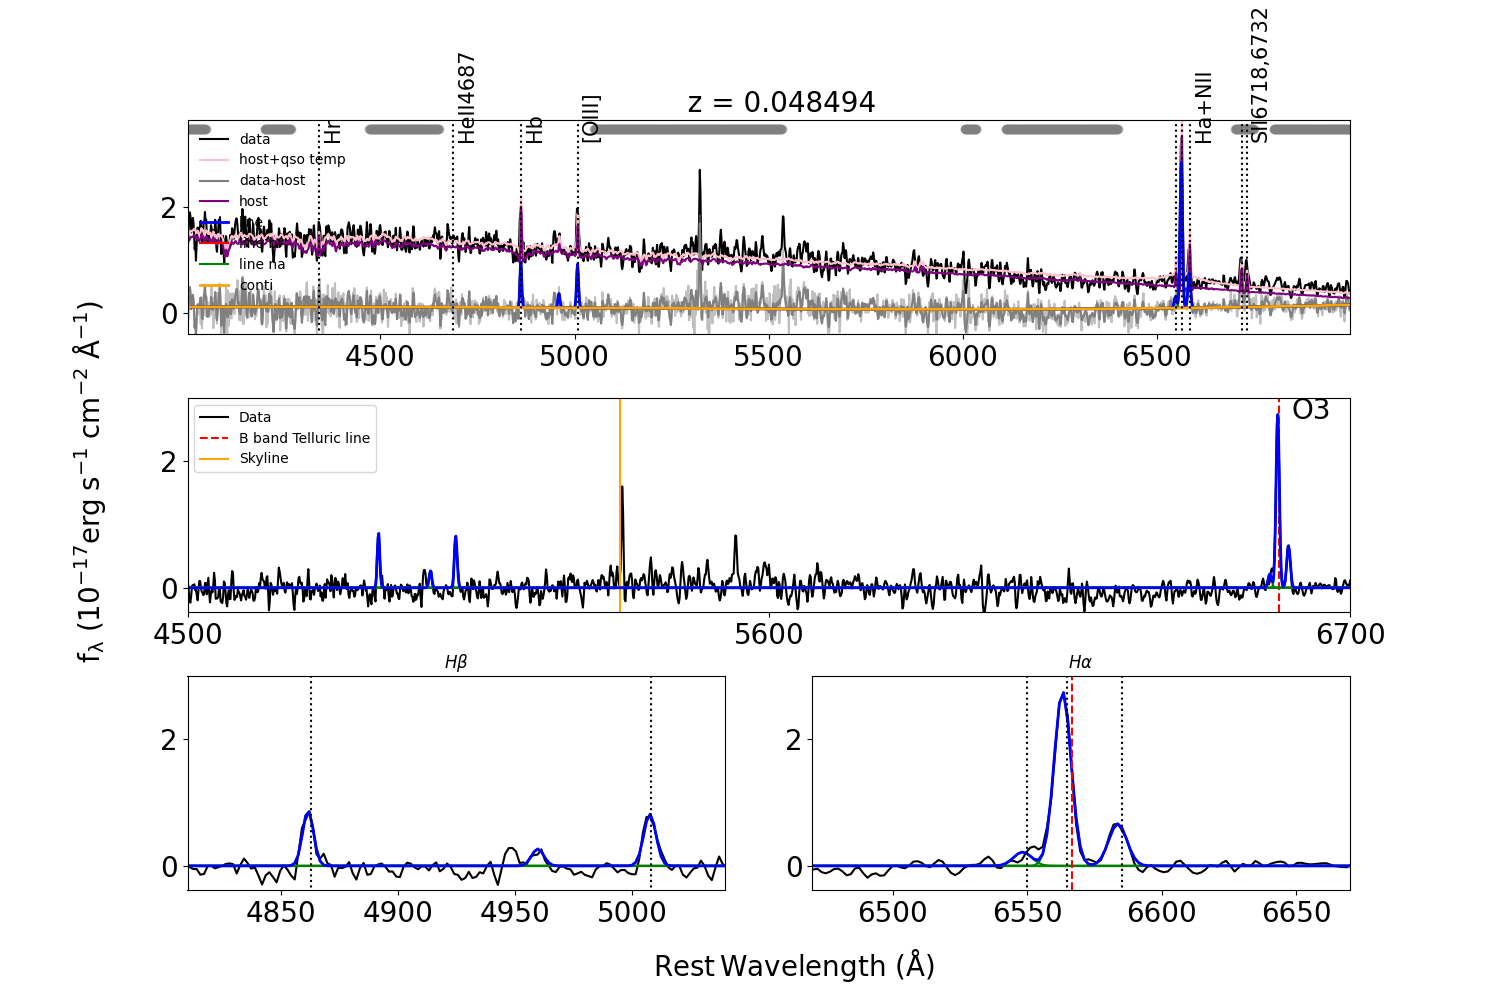 z = 0.048494
Hr
HeII4687
Hb
[OIII]
Ha+NII
SII6718,6732
data
host+qso temp
data-host
host
line
line na
conti
2
0
4500
5000
5500
6000
6500
fλ (10−17erg s−1 cm−2 Å−1)
Data
B band Telluric line
Skyline
O3
2
0
4500
5600
6700
Hβ
2
0
4850
4900
4950
5000
Hα
2
0
6500
6550
6600
6650
Rest Wavelength (Å)